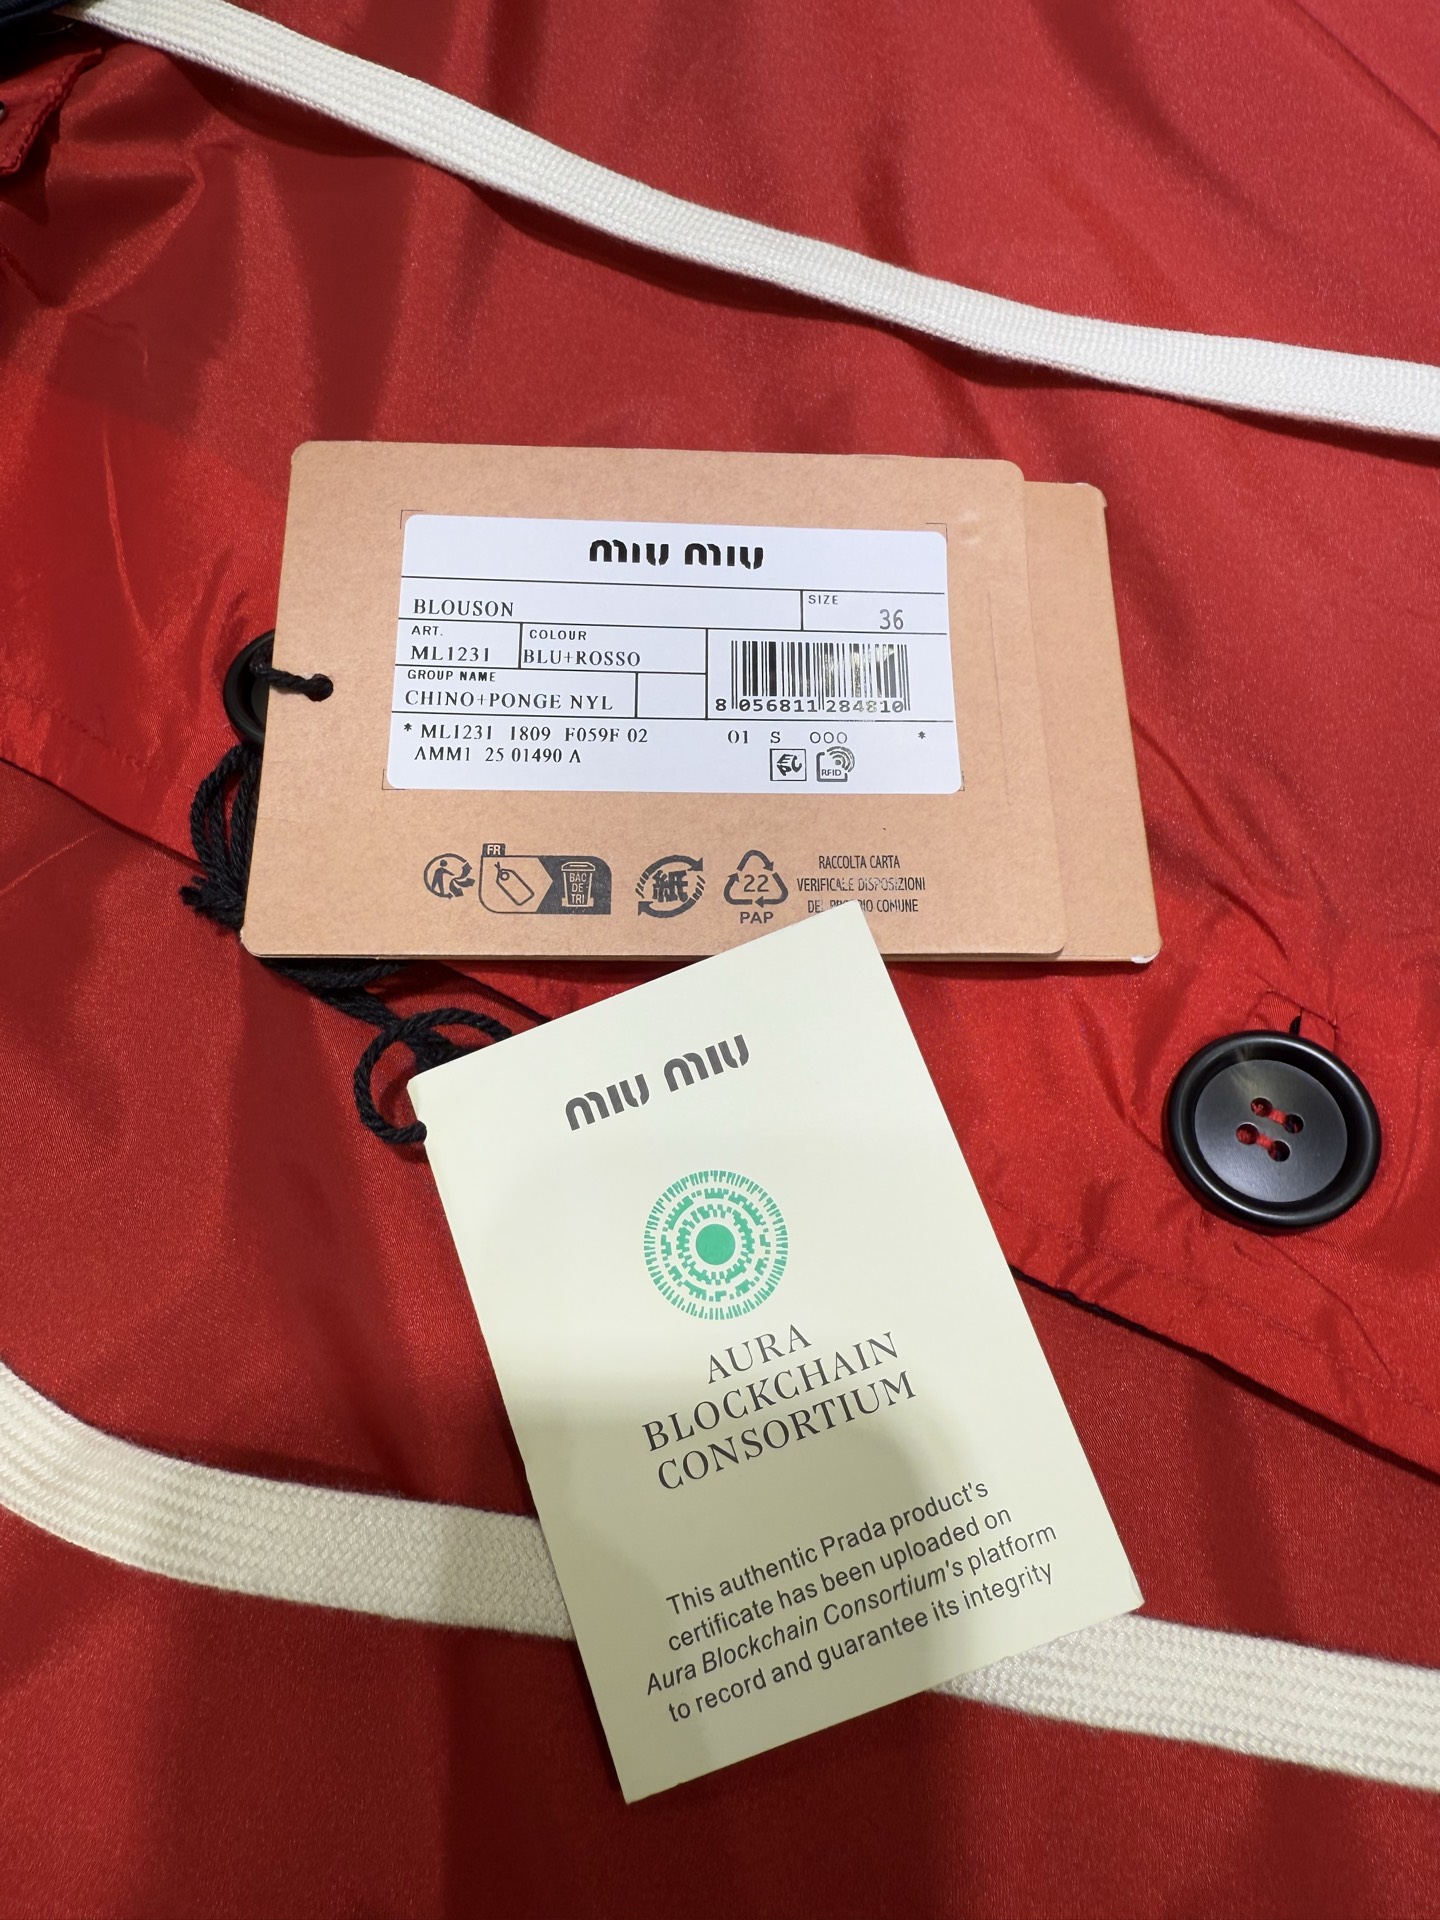 MIU MIU
BLOUSON
SIZE
36
ART.
ML1231
COLOUR
BLU+ROSSO
GROUP NAME
CHINO+PONGE NYL
8 056811 284810
* ML1231 1809 F059F 02 01 S 000 *
AMM1 25 01490 A
EPC
RFID
FR
BAC
DE
TRI
紙
22
PAP
RACCOLTA CARTA
VERIFICALE DISPOSIZIONI
COMUNE
MIU MIU
AURA
BLOCKCHAIN
CONSORTIUM
This authentic Prada product's
certificate has been uploaded on
Aura Blockchain Consortium's platform
to record and guarantee its integrity